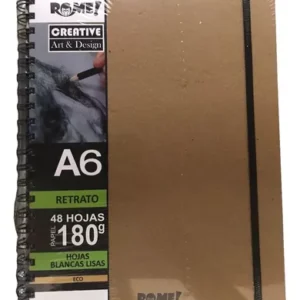 ROME!
CREATIVE
Art & Design
A6
RETRATO
48 HOJAS
PAPEL 180g
HOJAS
BLANCAS LISAS
ECO
ROME!